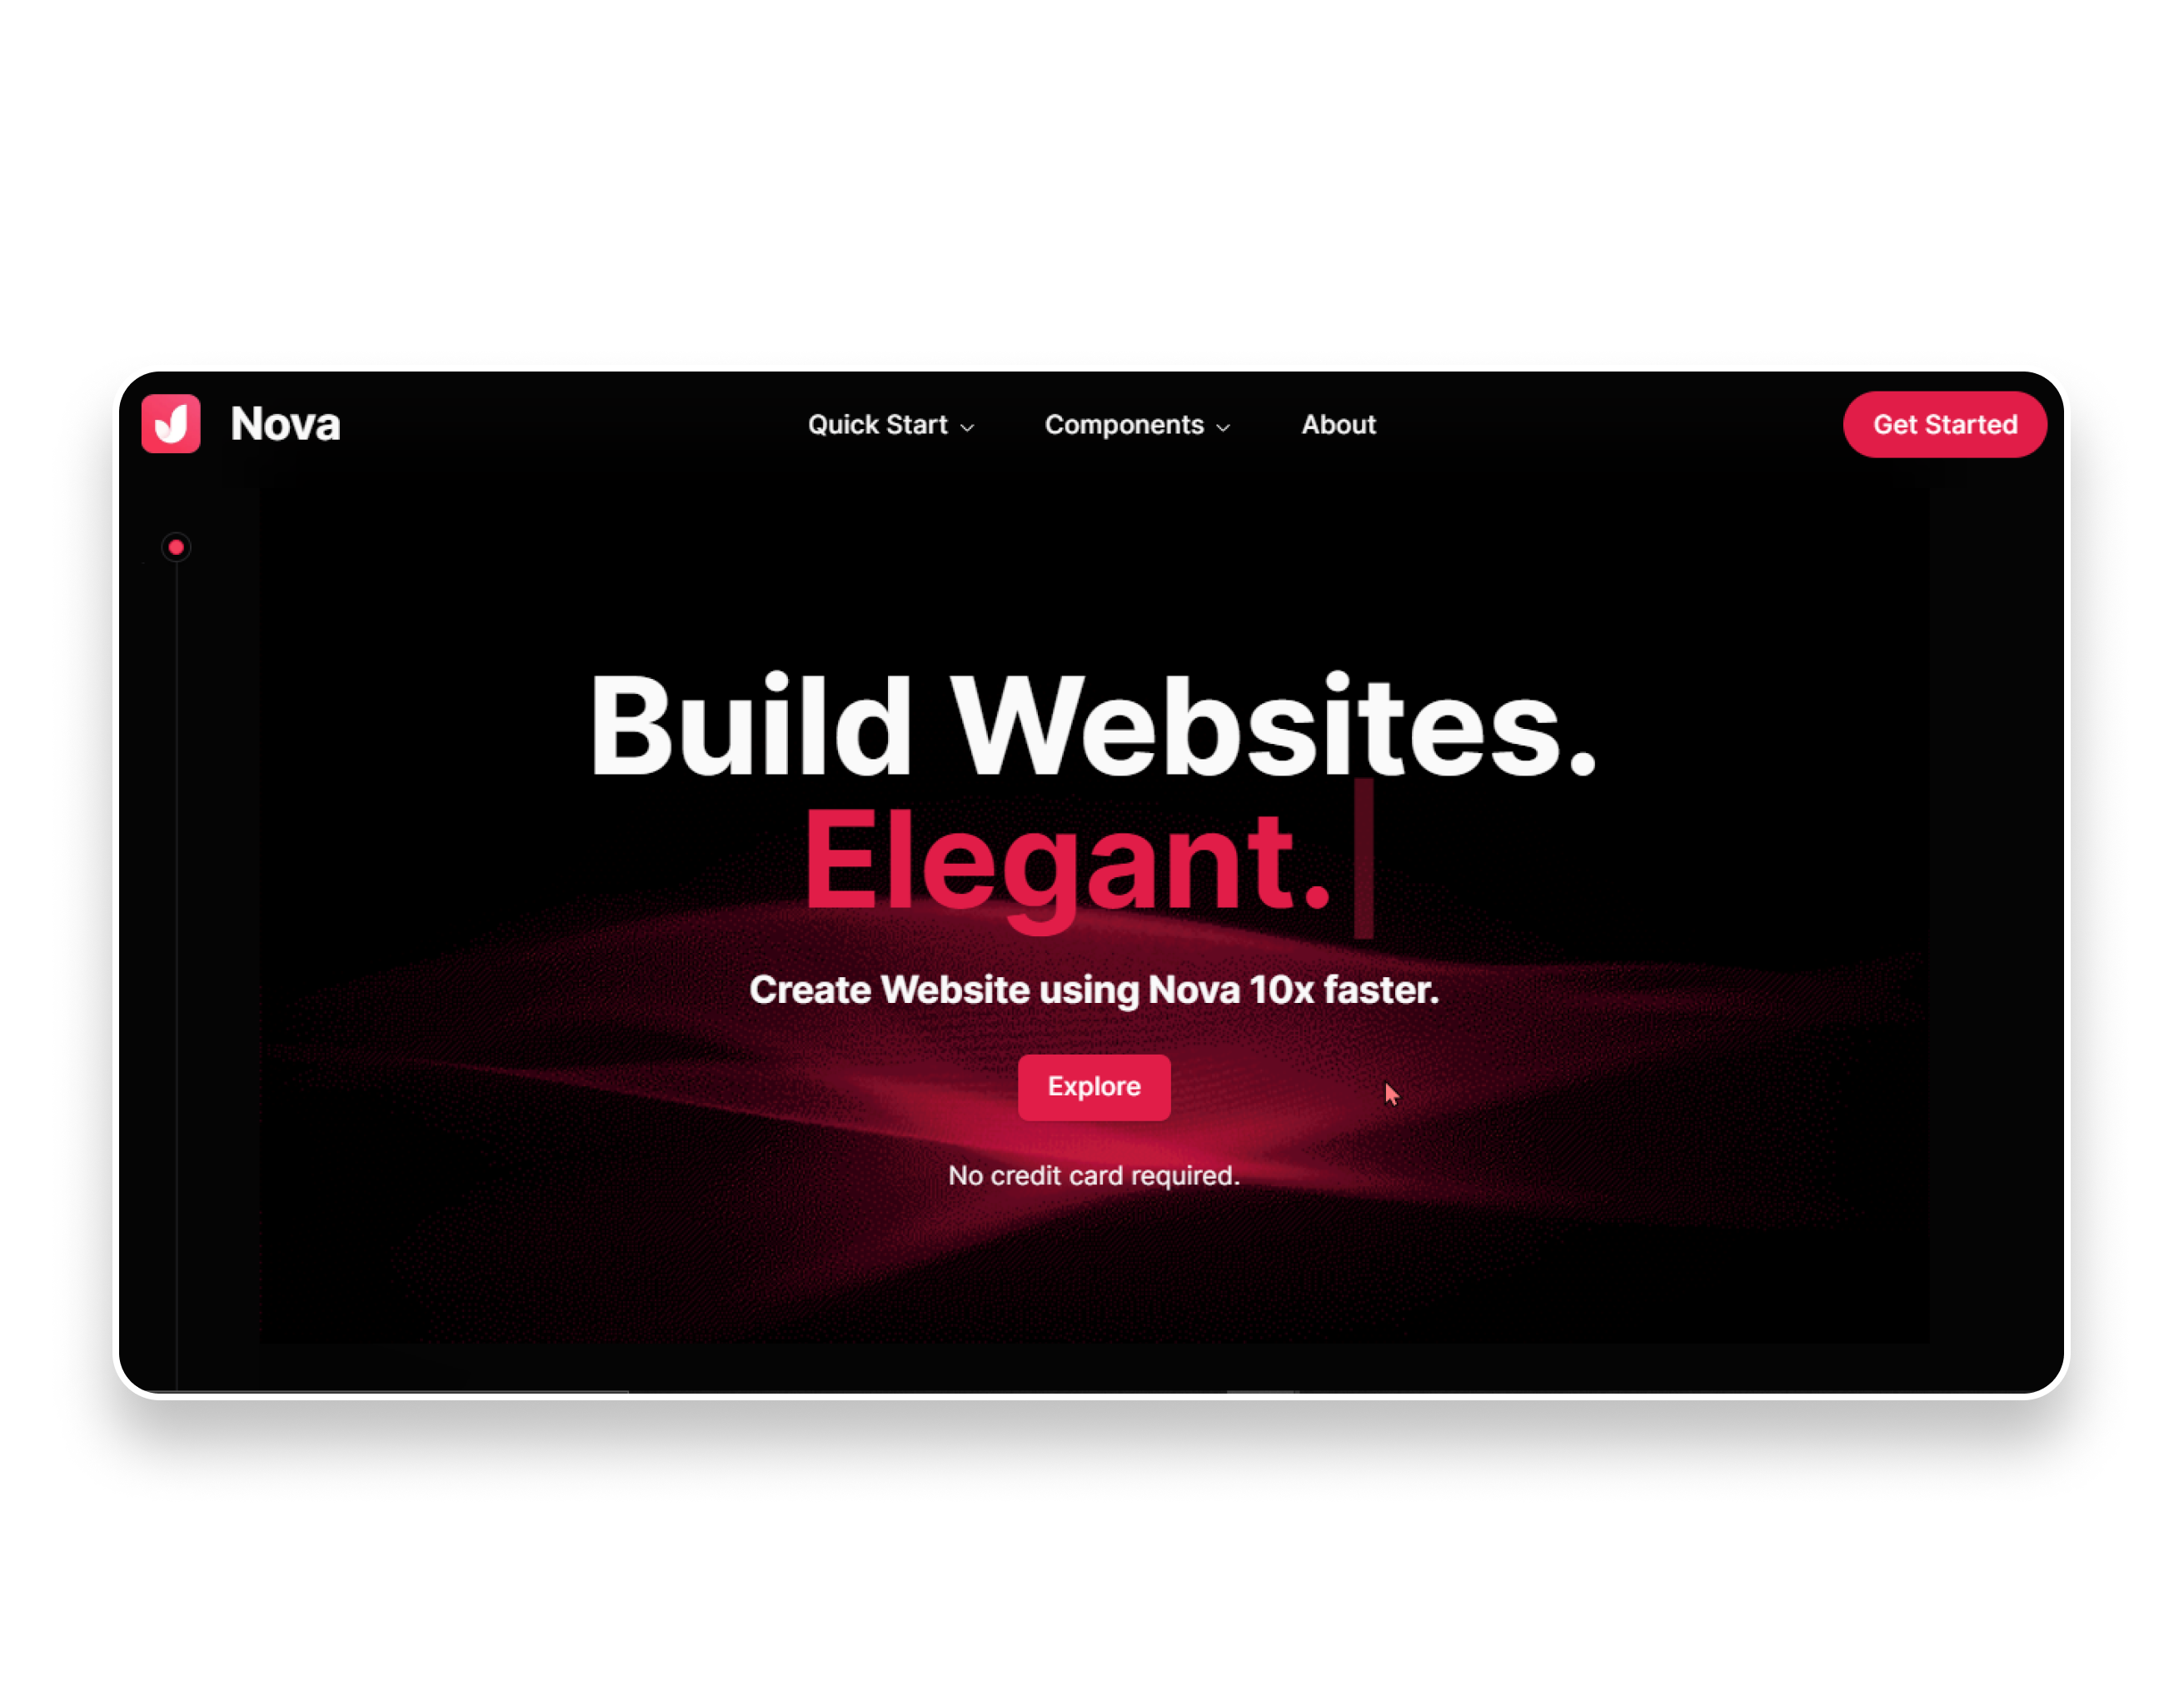 Nova
Quick Start
Components
About
Get Started
Build Websites.
Elegant.
Create Website using Nova 10x faster.
Explore
No credit card required.